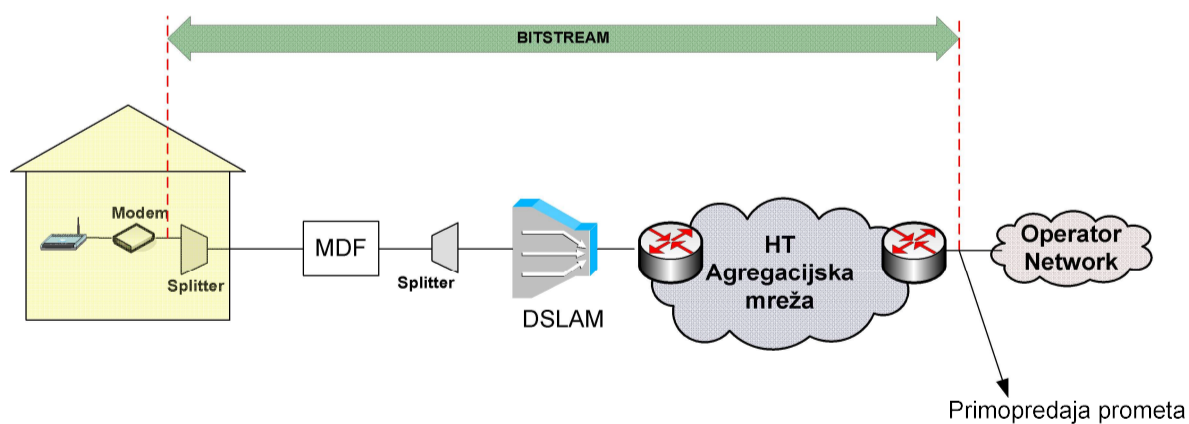 BITSTREAM
Modem
Splitter
MDF
Splitter
DSLAM
HT
Agregacijska
mreža
Operator
Network
Primopredaja prometa